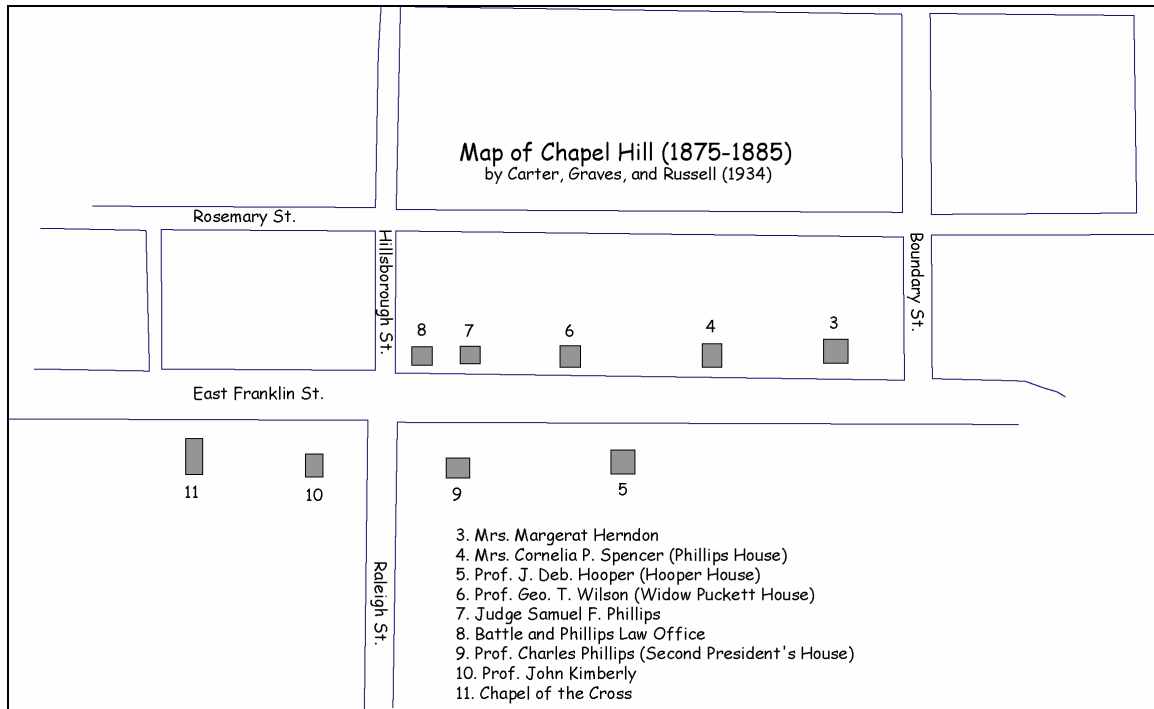 Map of Chapel Hill (1875-1885)
by Carter, Graves, and Russell (1934)
Rosemary St.
Hillsborough St.
Boundary St.
8
7
6
4
3
East Franklin St.
11
10
9
5
Raleigh St.
3. Mrs. Margerat Herndon
4. Mrs. Cornelia P. Spencer (Phillips House)
5. Prof. J. Deb. Hooper (Hooper House)
6. Prof. Geo. T. Wilson (Widow Puckett House)
7. Judge Samuel F. Phillips
8. Battle and Phillips Law Office
9. Prof. Charles Phillips (Second President's House)
10. Prof. John Kimberly
11. Chapel of the Cross